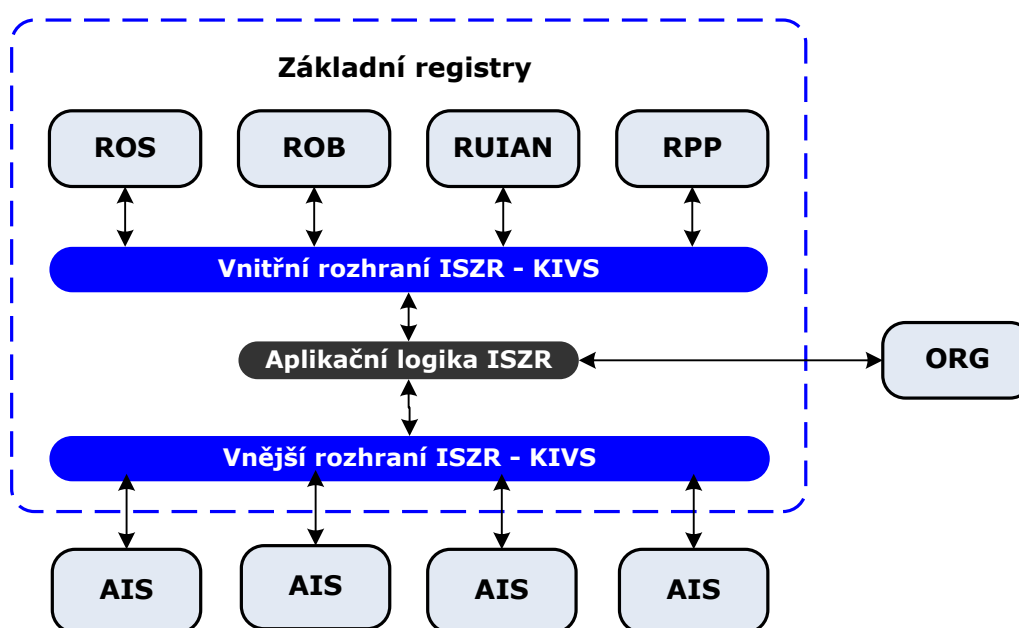 Základní registry
ROS
ROB
RUIAN
RPP
Vnitřní rozhraní ISZR - KIVS
Aplikační logika ISZR
ORG
Vnější rozhraní ISZR - KIVS
AIS
AIS
AIS
AIS